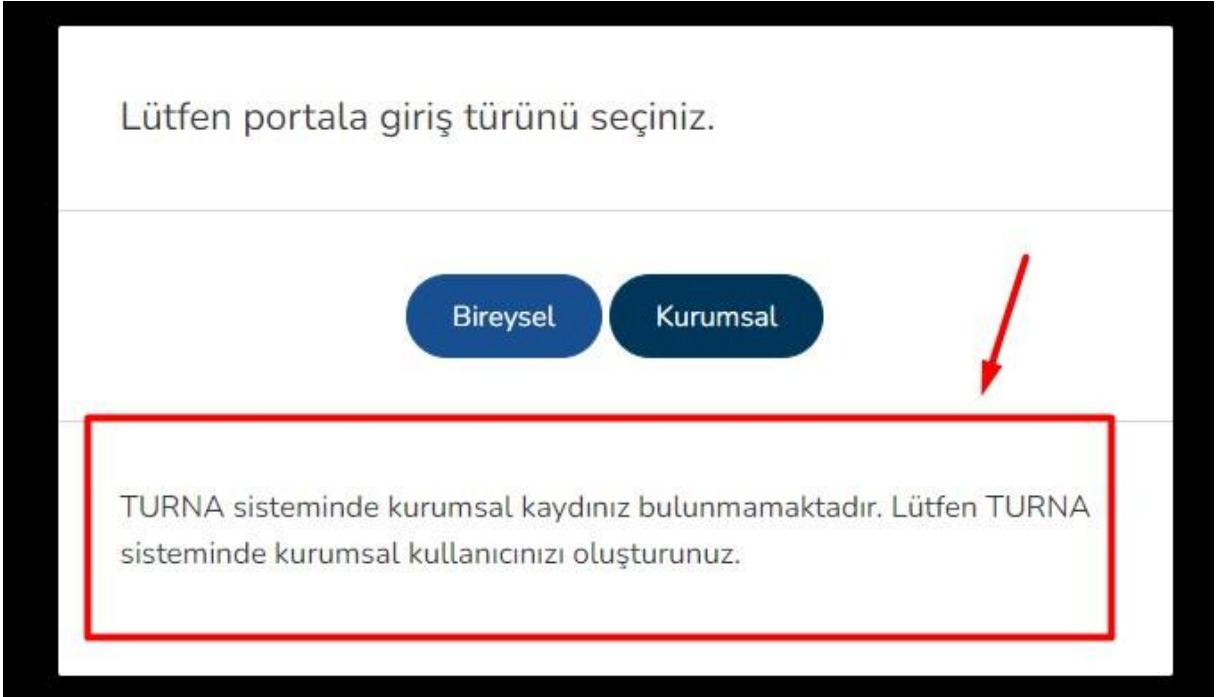 Lütfen portala giriş türünü seçiniz.
Bireysel
Kurumsal
TURNA sisteminde kurumsal kaydınız bulunmamaktadır. Lütfen TURNA
sisteminde kurumsal kullanıcınızı oluşturunuz.